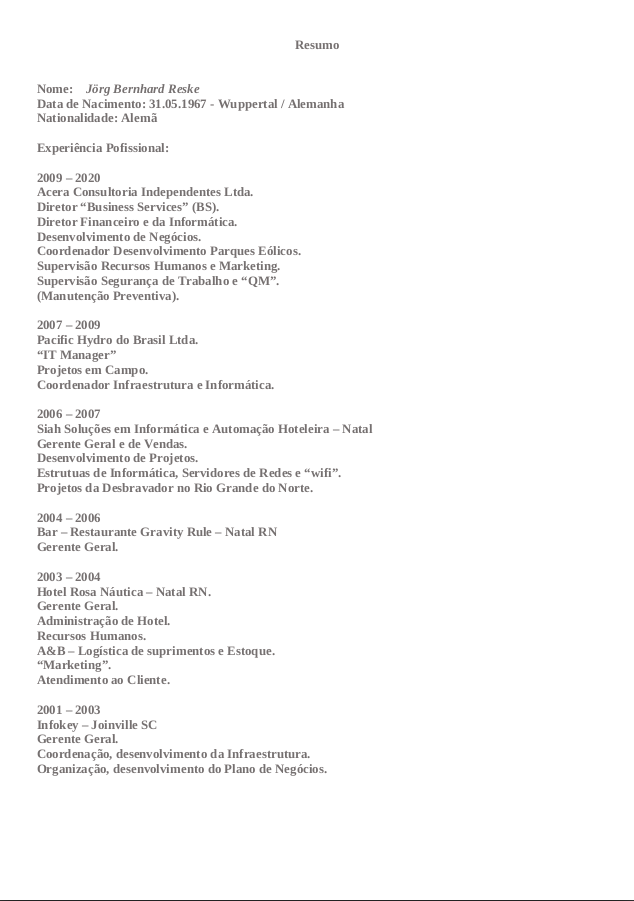 Resumo
Nome: Jörg Bernhard Reske
Data de Nacimento: 31.05.1967 - Wuppertal / Alemanha
Nationalidade: Alemã
Experiência Pofissional:
2009 – 2020
Acera Consultoria Independentes Ltda.
Diretor “Business Services” (BS).
Diretor Financeiro e da Informática.
Desenvolvimento de Negócios.
Coordenador Desenvolvimento Parques Eólicos.
Supervisão Recursos Humanos e Marketing.
Supervisão Segurança de Trabalho e “QM”.
(Manutenção Preventiva).
2007 – 2009
Pacific Hydro do Brasil Ltda.
“IT Manager”
Projetos em Campo.
Coordenador Infraestrutura e Informática.
2006 – 2007
Siah Soluções em Informática e Automação Hoteleira – Natal
Gerente Geral e de Vendas.
Desenvolvimento de Projetos.
Estrutuas de Informática, Servidores de Redes e “wifi”.
Projetos da Desbravador no Rio Grande do Norte.
2004 – 2006
Bar – Restaurante Gravity Rule – Natal RN
Gerente Geral.
2003 – 2004
Hotel Rosa Náutica – Natal RN.
Gerente Geral.
Administração de Hotel.
Recursos Humanos.
A&B – Logística de suprimentos e Estoque.
“Marketing”.
Atendimento ao Cliente.
2001 – 2003
Infokey – Joinville SC
Gerente Geral.
Coordenação, desenvolvimento da Infraestrutura.
Organização, desenvolvimento do Plano de Negócios.